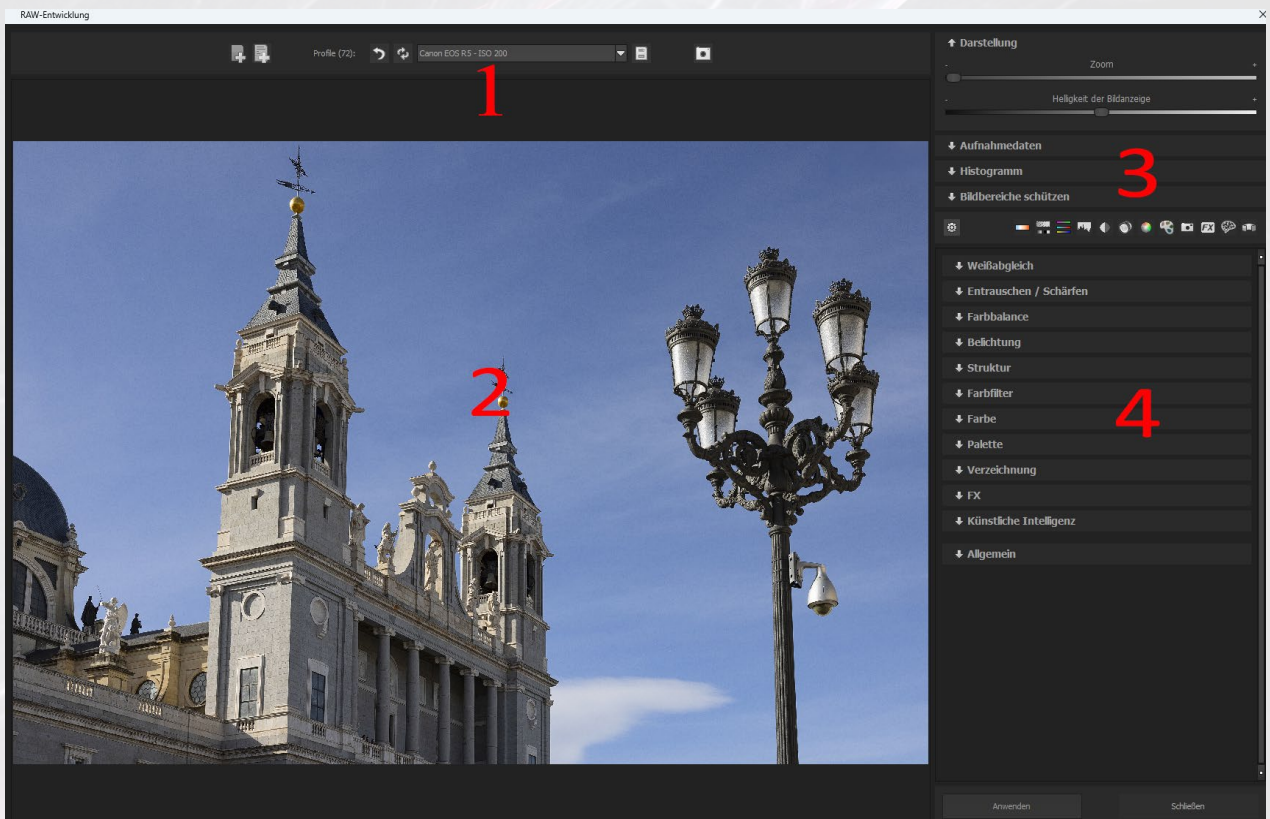 RAW-Entwicklung
Profile (72):
Canon EOS R5 - ISO 200
1
2
Darstellung
- Zoom +
- Helligkeit der Bildanzeige +
Aufnahmedaten
Histogramm
Bildbereiche schützen
3
FX
Weißabgleich
Entrauschen / Schärfen
Farbbalance
Belichtung
Struktur
Farbfilter
Farbe
4
Palette
Verzeichnung
FX
Künstliche Intelligenz
Allgemein
Anwenden
Schließen